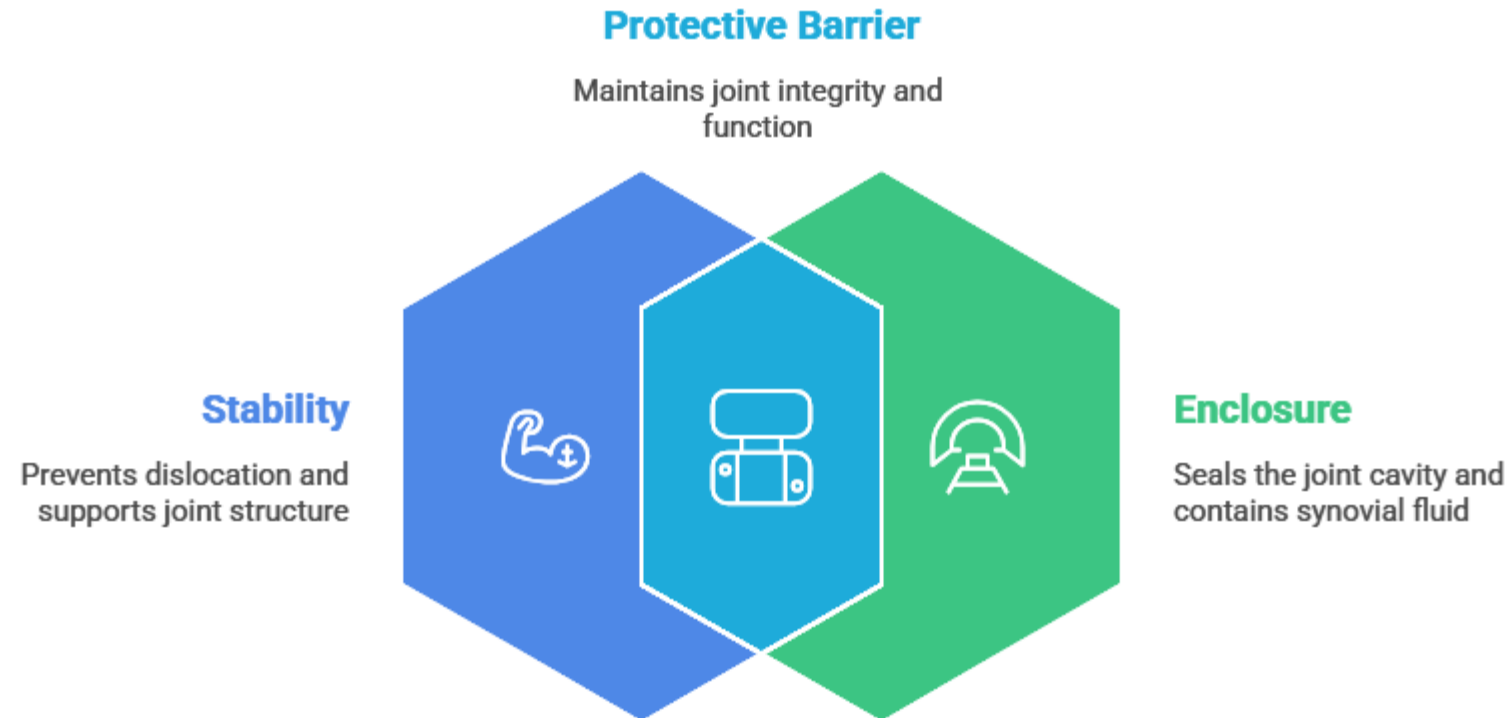 Protective Barrier
Maintains joint integrity and
function
Stability
Prevents dislocation and
supports joint structure
Enclosure
Seals the joint cavity and
contains synovial fluid